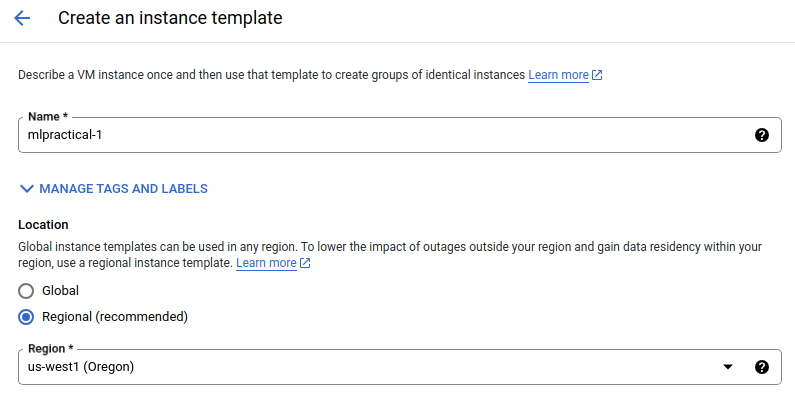 Create an instance template
Describe a VM instance once and then use that template to create groups of identical instances Learn more
Name *
mlpractical-1
MANAGE TAGS AND LABELS
Location
Global instance templates can be used in any region. To lower the impact of outages outside your region and gain data residency within your
region, use a regional instance template. Learn more
Global
Regional (recommended)
Region *
us-west1 (Oregon)